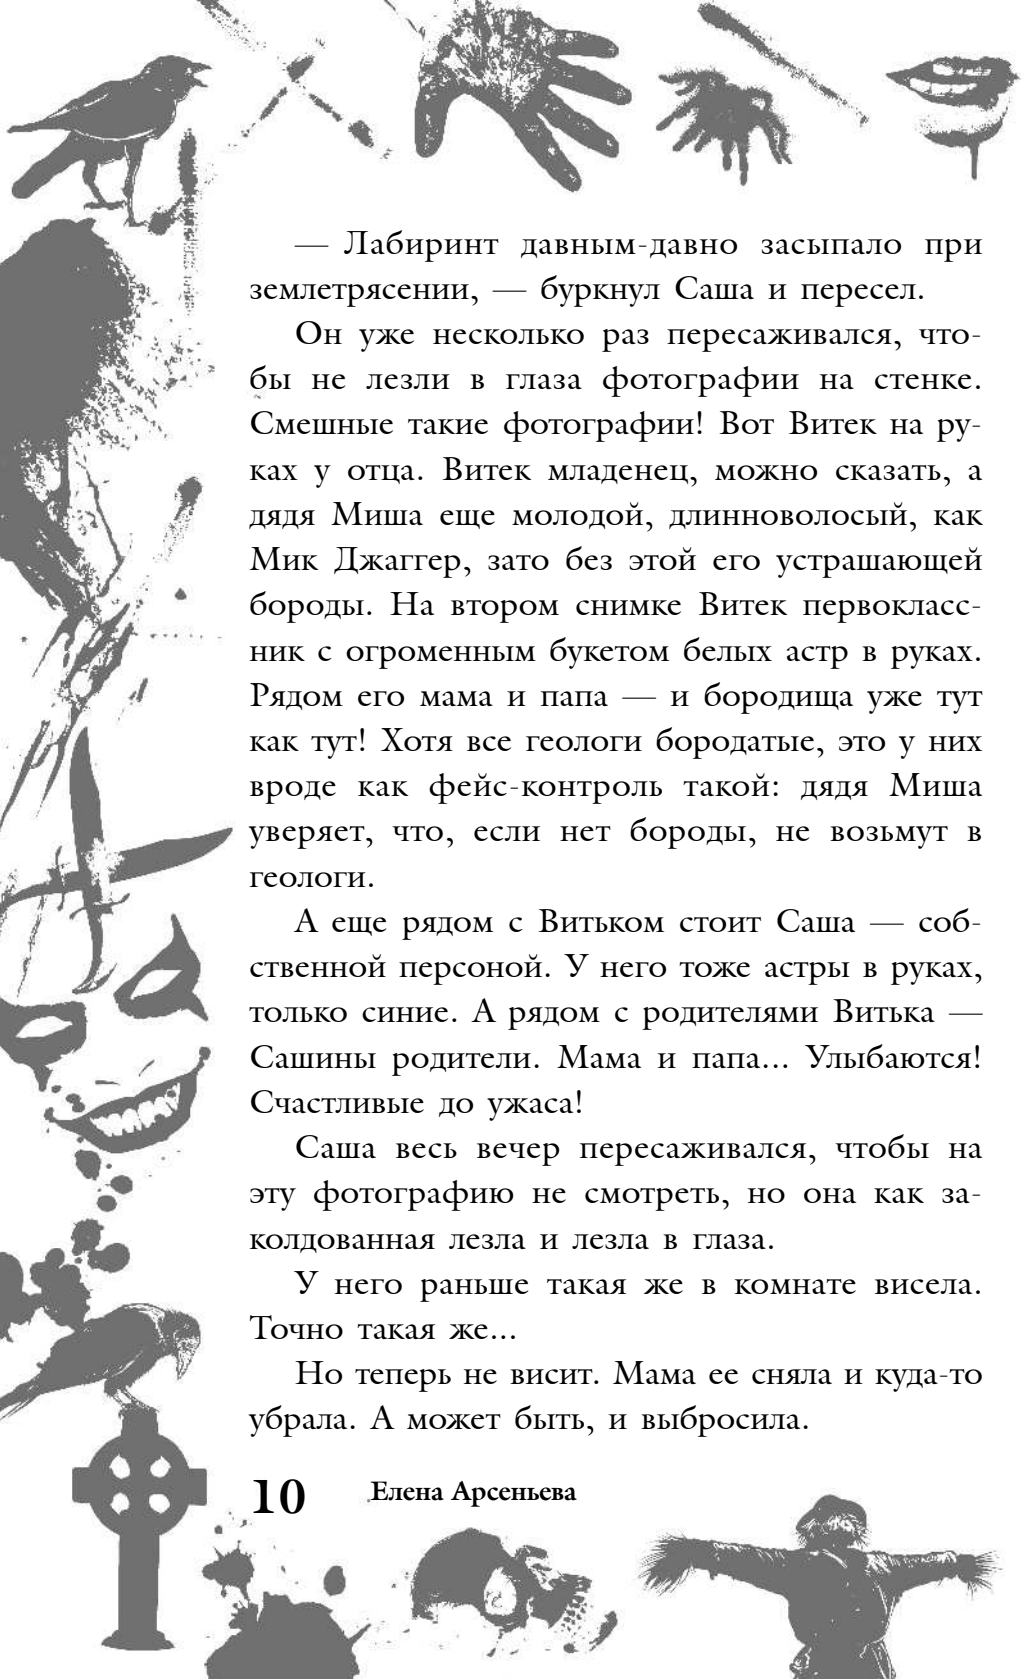 — Лабиринт давным-давно засыпало при
землетрясении, — буркнул Саша и пересел.
Он уже несколько раз пересаживался, что-
бы не лезли в глаза фотографии на стенке.
Смешные такие фотографии! Вот Витек на ру-
ках у отца. Витек младенец, можно сказать, а
дядя Миша еще молодой, длинноволосый, как
Мик Джаггер, зато без этой его устрашающей
бороды. На втором снимке Витек первокласс-
ник с огроменным букетом белых астр в руках.
Рядом его мама и папа — и бородища уже тут
как тут! Хотя все геологи бородатые, это у них
вроде как фейс-контроль такой: дядя Миша
уверяет, что, если нет бороды, не возьмут в
геологи.
А еще рядом с Витьком стоит Саша — соб-
ственной персоной. У него тоже астры в руках,
только синие. А рядом с родителями Витька —
Сашины родители. Мама и папа... Улыбаются!
Счастливые до ужаса!
Саша весь вечер пересаживался, чтобы на
эту фотографию не смотреть, но она как за-
колдованная лезла и лезла в глаза.
У него раньше такая же в комнате висела.
Точно такая же...
Но теперь не висит. Мама ее сняла и куда-то
убрала. А может быть, и выбросила.
10 Елена Арсеньева